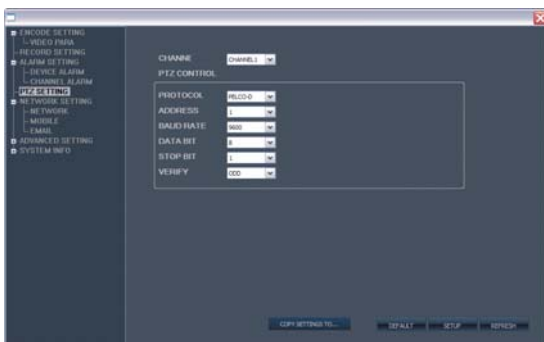 ENCODE SETTING
VIDEO PARA
RECORD SETTING
ALARM SETTING
DEVICE ALARM
CHANNEL ALARM
PTZ SETTING
NETWORK SETTING
NETWORK
MOBILE
EMAIL
ADVANCED SETTING
SYSTEM INFO
CHANNE CHANNEL1
PTZ CONTROL
PROTOCOL PELCO-D
ADDRESS 1
BAUD RATE 9600
DATA BIT 8
STOP BIT 1
VERIFY ODD
COPY SETTINGS TO... DEFAULT SETUP REFRESH